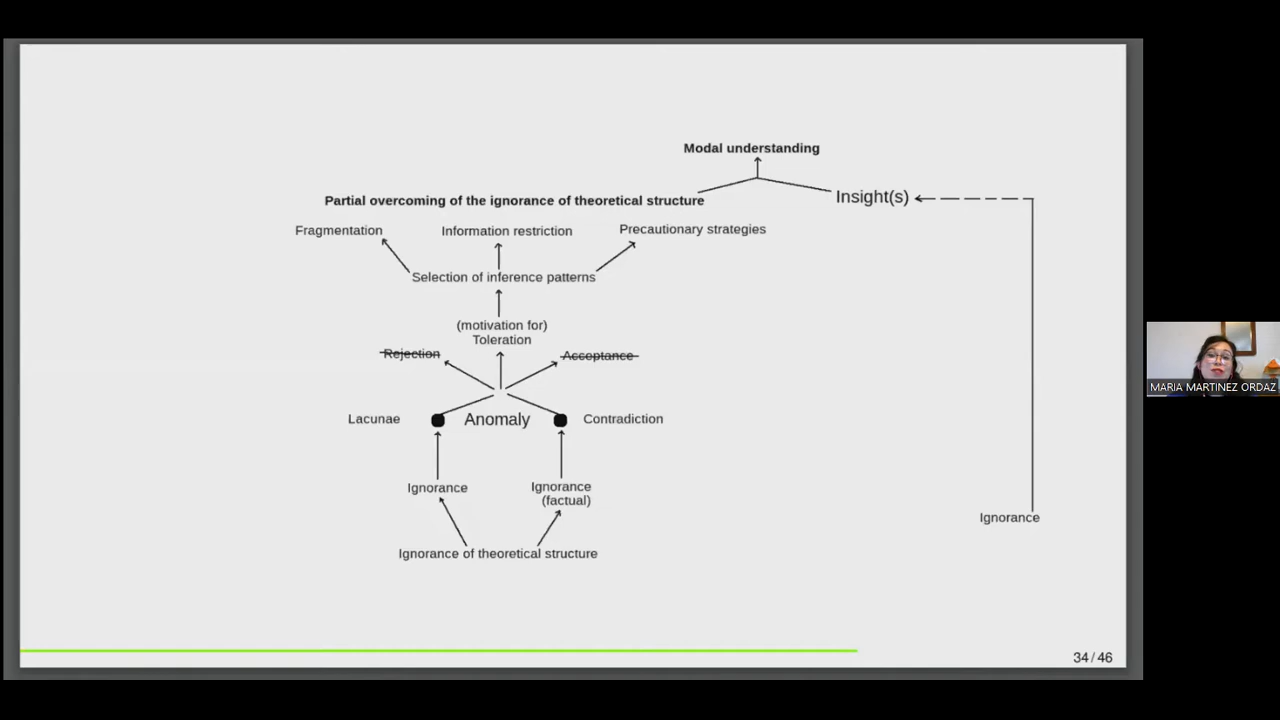 Modal understanding
Partial overcoming of the ignorance of theoretical structure
Insight(s)
Fragmentation
Information restriction
Precautionary strategies
Selection of inference patterns
(motivation for)
Toleration
Rejection
Acceptance
Lacunae
Anomaly
Contradiction
Ignorance
Ignorance
(factual)
Ignorance
Ignorance of theoretical structure
34/46
MARIA MARTINEZ ORDAZ